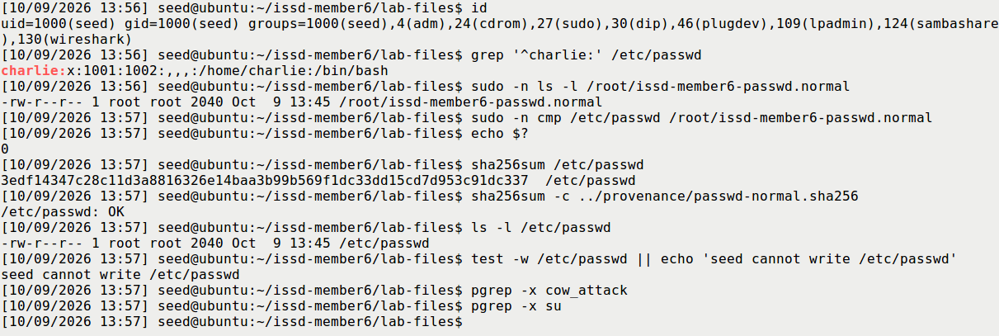 [10/09/2026 13:56] seed@ubuntu:~/issd-member6/lab-files$ id
uid=1000(seed) gid=1000(seed) groups=1000(seed),4(adm),24(cdrom),27(sudo),30(dip),46(plugdev),109(lpadmin),124(sambashare
),130(wireshark)
[10/09/2026 13:56] seed@ubuntu:~/issd-member6/lab-files$ grep '^charlie:' /etc/passwd
charlie:x:1001:1002:,,,:/home/charlie:/bin/bash
[10/09/2026 13:56] seed@ubuntu:~/issd-member6/lab-files$ sudo -n ls -l /root/issd-member6-passwd.normal
-rw-r--r-- 1 root root 2040 Oct  9 13:45 /root/issd-member6-passwd.normal
[10/09/2026 13:57] seed@ubuntu:~/issd-member6/lab-files$ sudo -n cmp /etc/passwd /root/issd-member6-passwd.normal
[10/09/2026 13:57] seed@ubuntu:~/issd-member6/lab-files$ echo $?
0
[10/09/2026 13:57] seed@ubuntu:~/issd-member6/lab-files$ sha256sum /etc/passwd
3edf14347c28c11d3a8816326e14baa3b99b569f1dc33dd15cd7d953c91dc337  /etc/passwd
[10/09/2026 13:57] seed@ubuntu:~/issd-member6/lab-files$ sha256sum -c ../provenance/passwd-normal.sha256
/etc/passwd: OK
[10/09/2026 13:57] seed@ubuntu:~/issd-member6/lab-files$ ls -l /etc/passwd
-rw-r--r-- 1 root root 2040 Oct  9 13:45 /etc/passwd
[10/09/2026 13:57] seed@ubuntu:~/issd-member6/lab-files$ test -w /etc/passwd || echo 'seed cannot write /etc/passwd'
seed cannot write /etc/passwd
[10/09/2026 13:57] seed@ubuntu:~/issd-member6/lab-files$ pgrep -x cow_attack
[10/09/2026 13:57] seed@ubuntu:~/issd-member6/lab-files$ pgrep -x su
[10/09/2026 13:57] seed@ubuntu:~/issd-member6/lab-files$